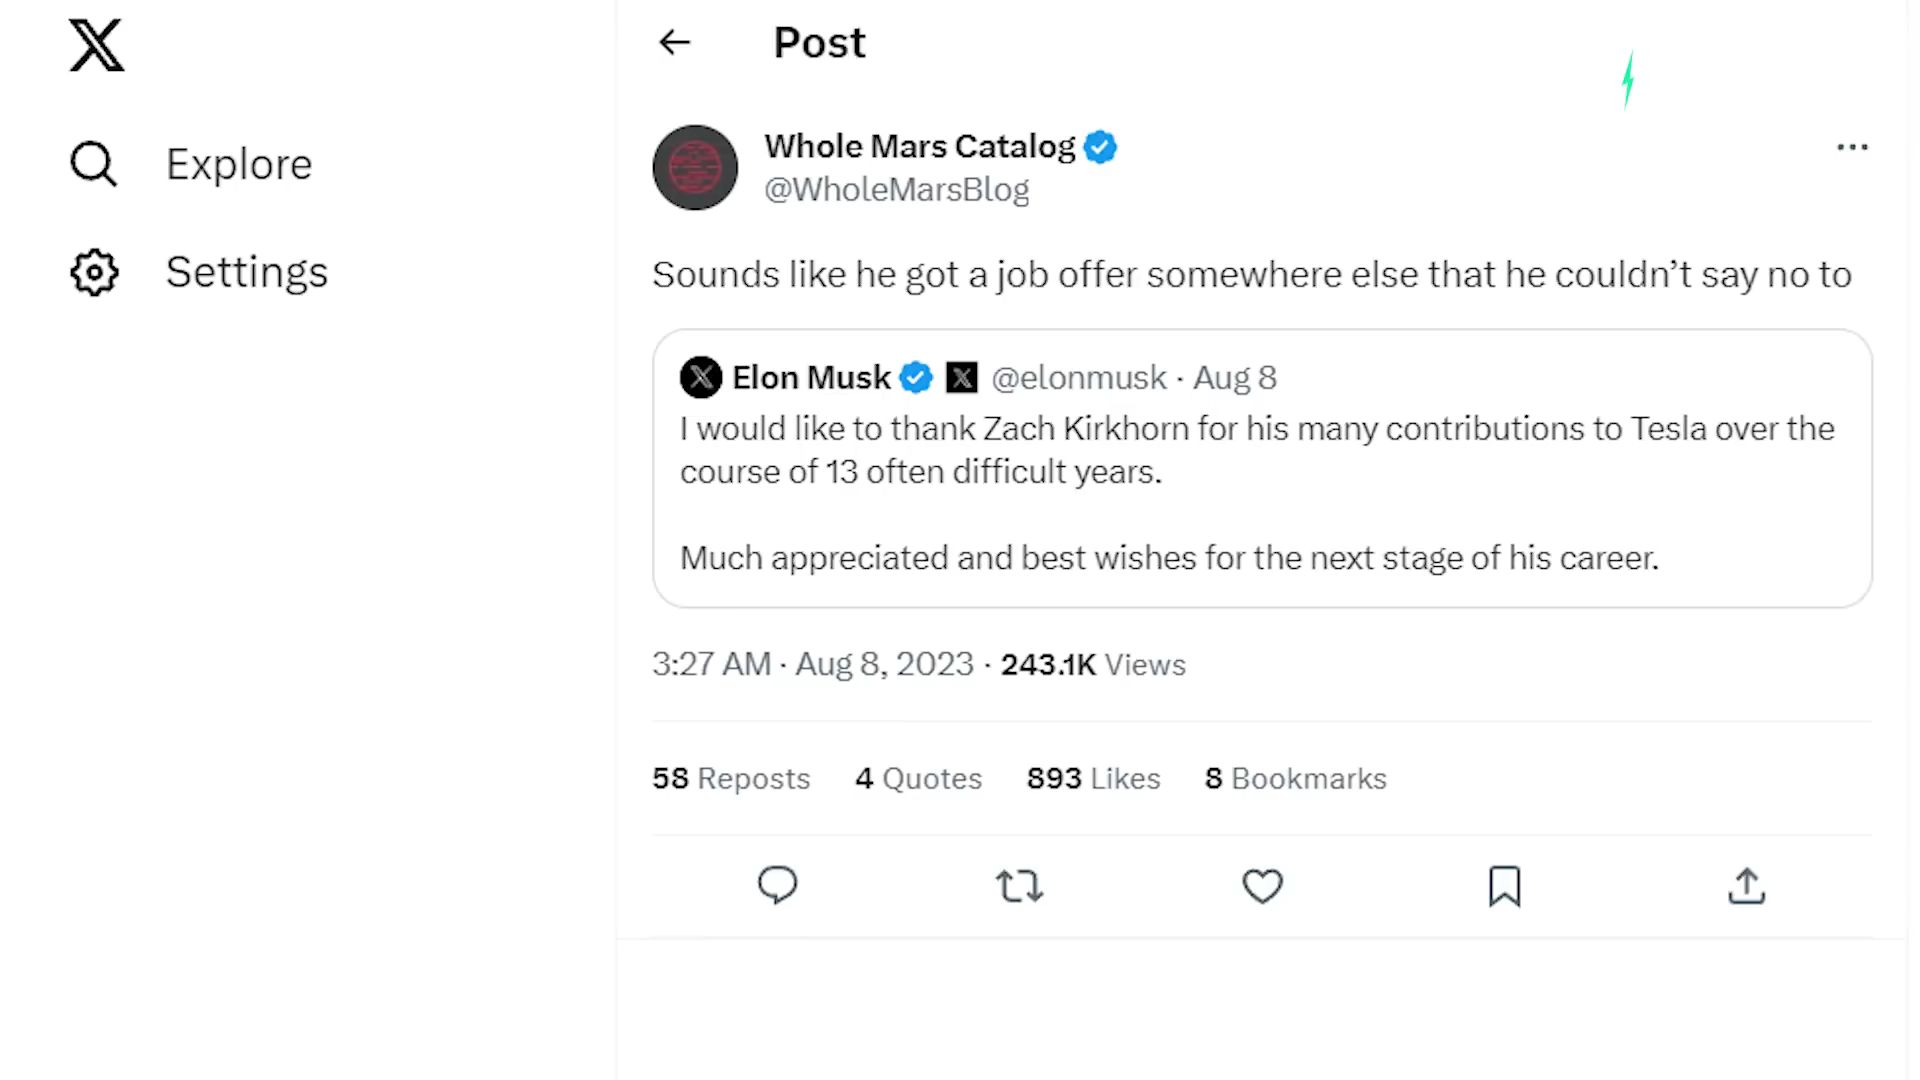 Post
Explore
Settings
Whole Mars Catalog
@WholeMarsBlog
Sounds like he got a job offer somewhere else that he couldn’t say no to
Elon Musk @elonmusk · Aug 8
I would like to thank Zach Kirkhorn for his many contributions to Tesla over the
course of 13 often difficult years.
Much appreciated and best wishes for the next stage of his career.
3:27 AM · Aug 8, 2023 · 243.1K Views
58 Reposts 4 Quotes 893 Likes 8 Bookmarks